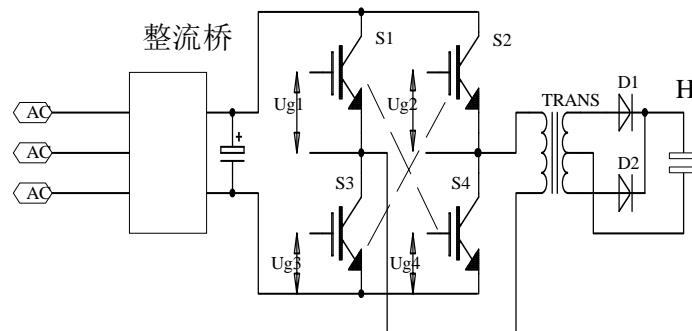 整流桥
S1
S2
Ug1
Ug2
AC
AC
AC
+
TRANS
D1
D2
H
S3
S4
Ug3
Ug4